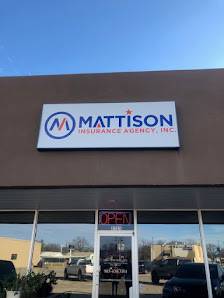 MATTISON
INSURANCE AGENCY, INC.
OPEN